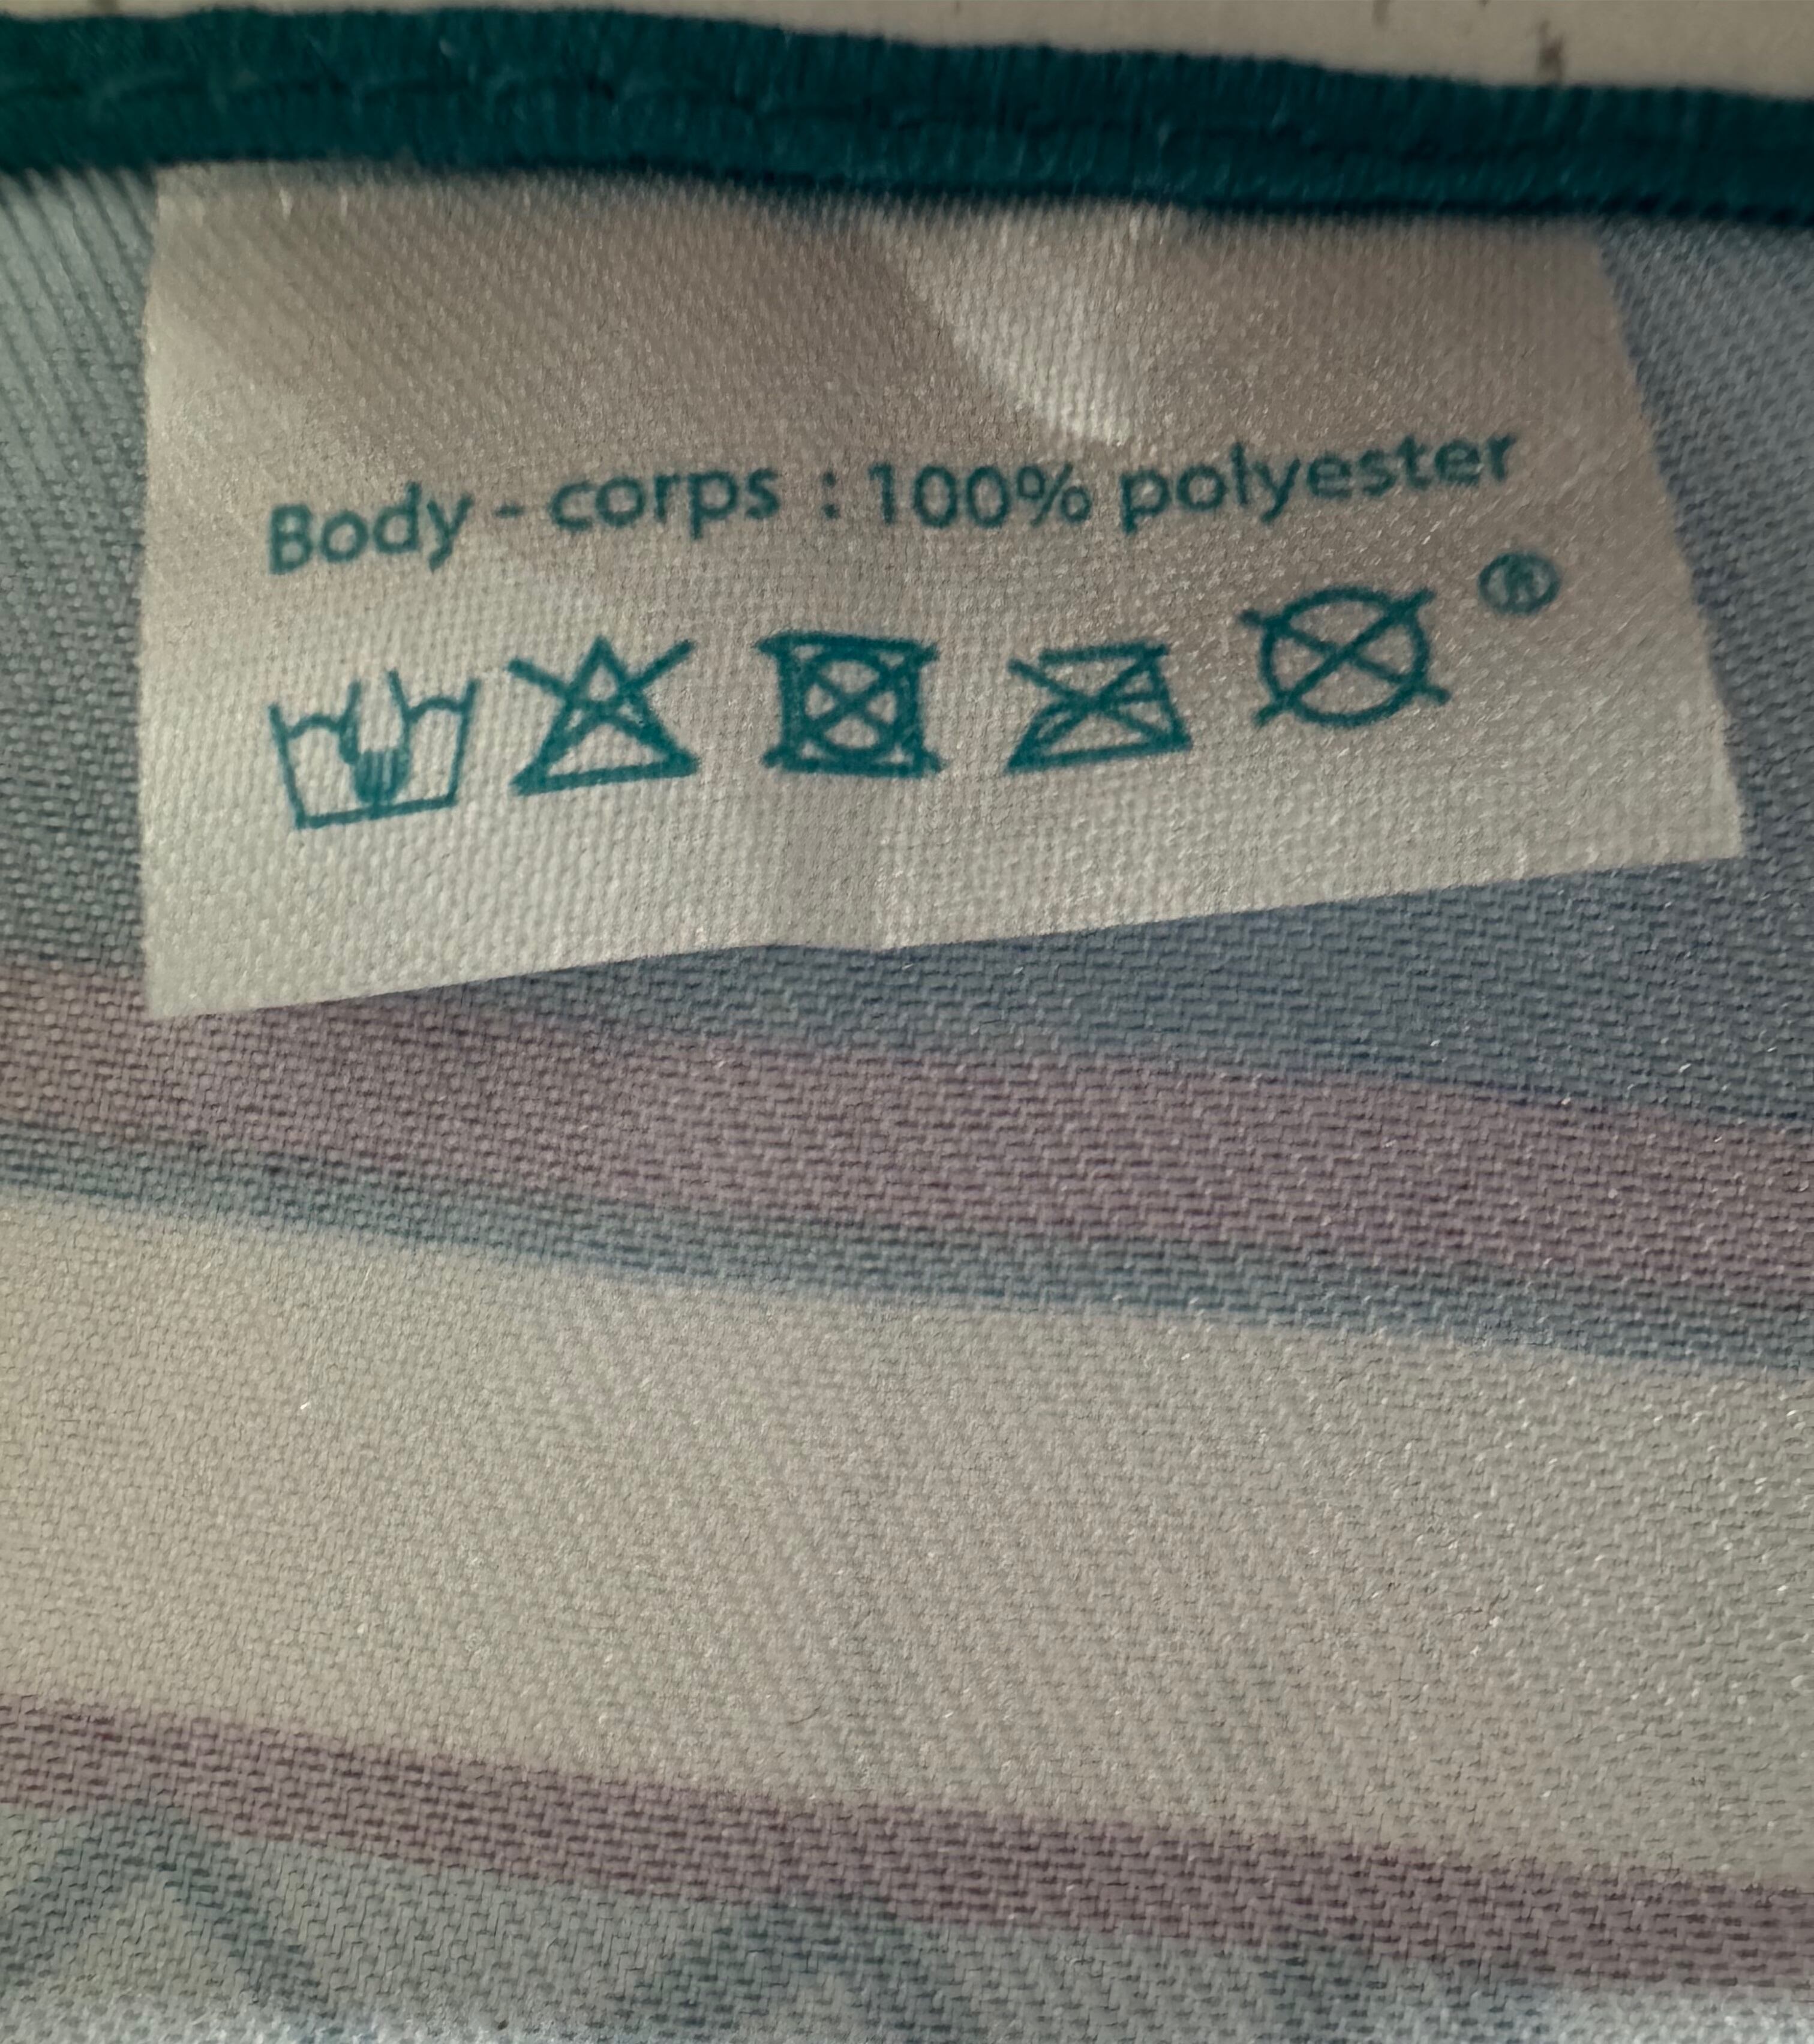 Body - corps : 100% polyester
®